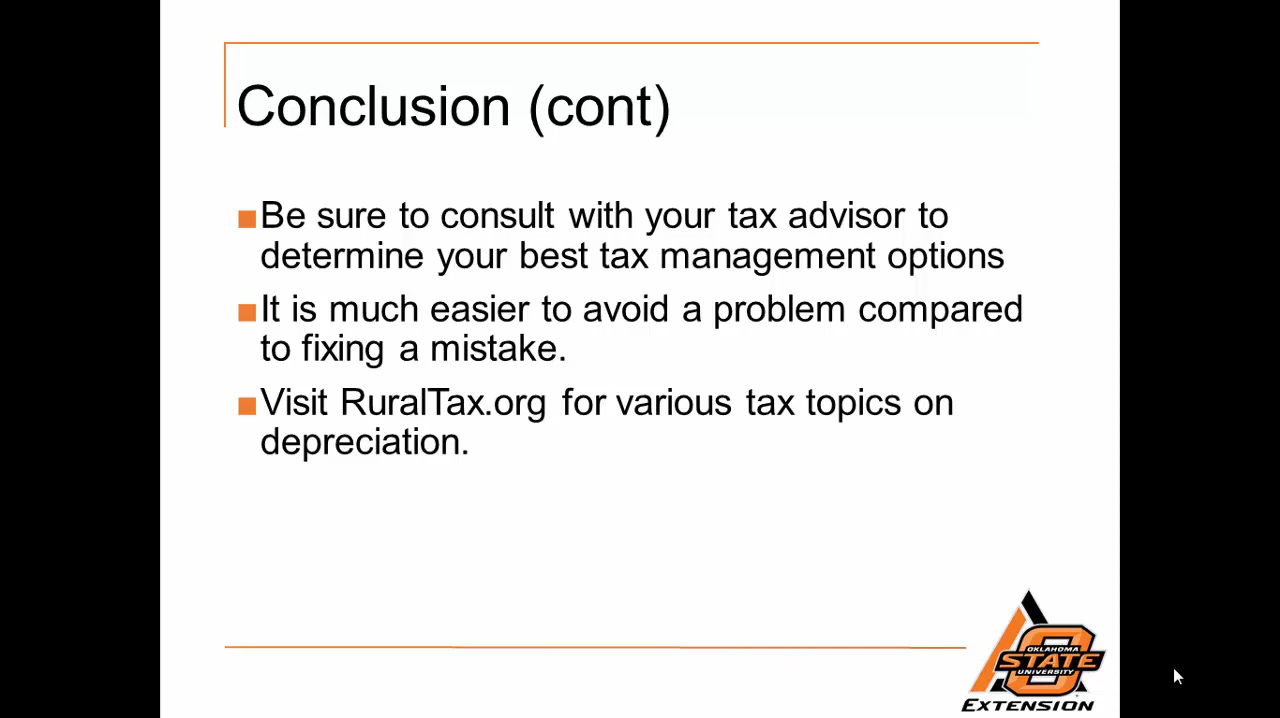 Conclusion (cont)
Be sure to consult with your tax advisor to
determine your best tax management options
It is much easier to avoid a problem compared
to fixing a mistake.
Visit RuralTax.org for various tax topics on
depreciation.
OKLAHOMA
STATE
UNIVERSITY
EXTENSION